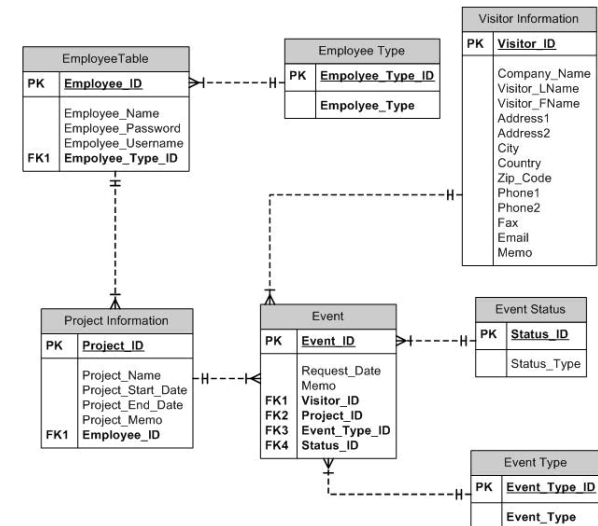 EmployeeTable
PK Employee_ID
Employee_Name
Employee_Password
Empolyee_Username
FK1 Empolyee_Type_ID
Employee Type
PK Empolyee_Type_ID
Empolyee_Type
Visitor Information
PK Visitor_ID
Company_Name
Visitor_LName
Visitor_FName
Address1
Address2
City
Country
Zip_Code
Phone1
Phone2
Fax
Email
Memo
Project Information
PK Project_ID
Project_Name
Project_Start_Date
Project_End_Date
Project_Memo
FK1 Employee_ID
Event
PK Event_ID
Request_Date
Memo
FK1 Visitor_ID
FK2 Project_ID
FK3 Event_Type_ID
FK4 Status_ID
Event Status
PK Status_ID
Status_Type
Event Type
PK Event_Type_ID
Event_Type